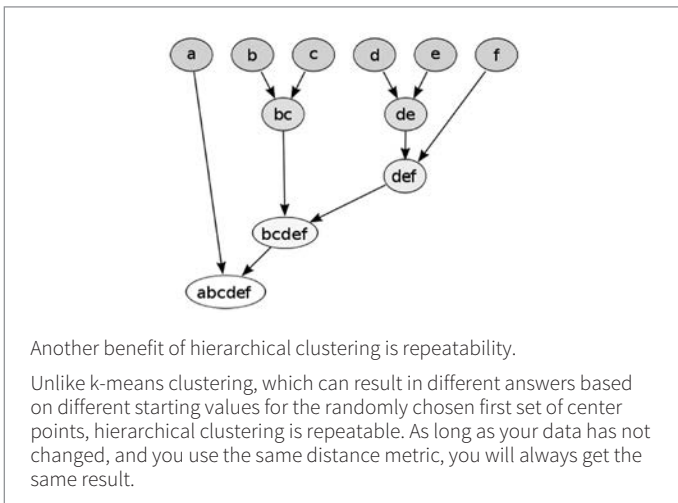 a b c d e f
bc de
def
bcdef
abcdef
Another benefit of hierarchical clustering is repeatability.
Unlike k-means clustering, which can result in different answers based
on different starting values for the randomly chosen first set of center
points, hierarchical clustering is repeatable. As long as your data has not
changed, and you use the same distance metric, you will always get the
same result.